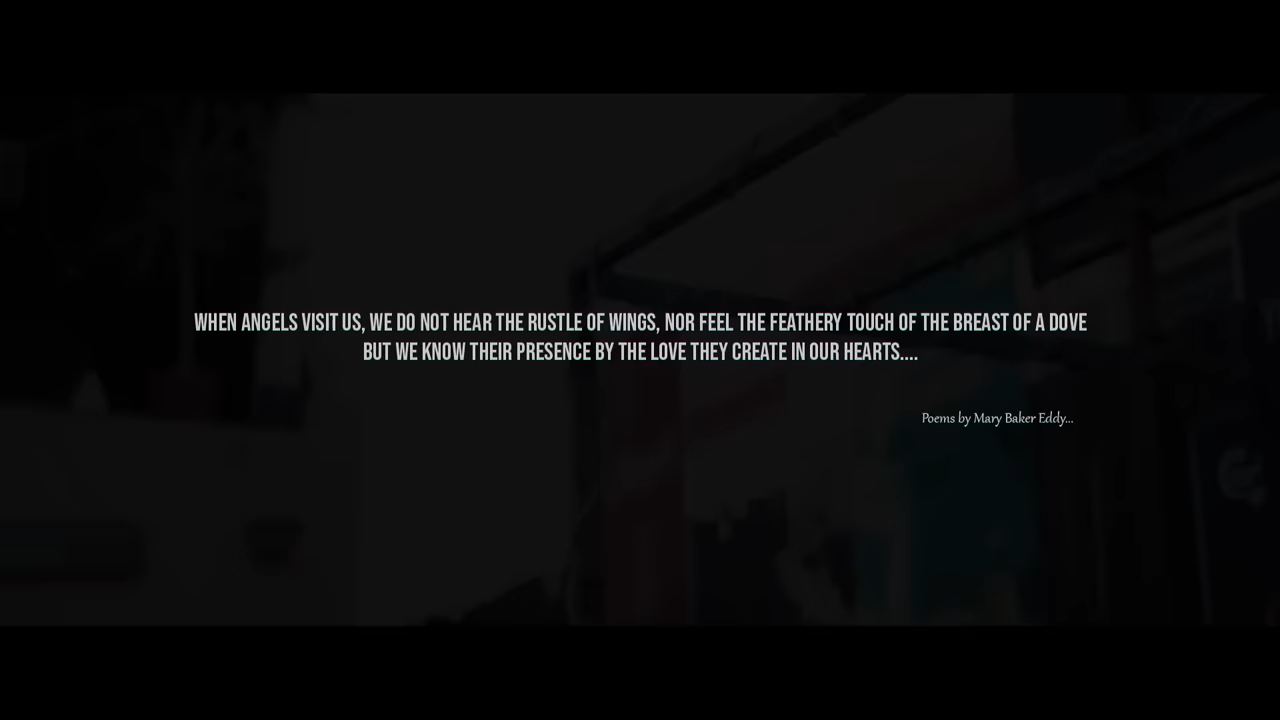 WHEN ANGELS VISIT US, WE DO NOT HEAR THE RUSTLE OF WINGS, NOR FEEL THE FEATHERY TOUCH OF THE BREAST OF A DOVE
BUT WE KNOW THEIR PRESENCE BY THE LOVE THEY CREATE IN OUR HEARTS....
Poems by Mary Baker Eddy...